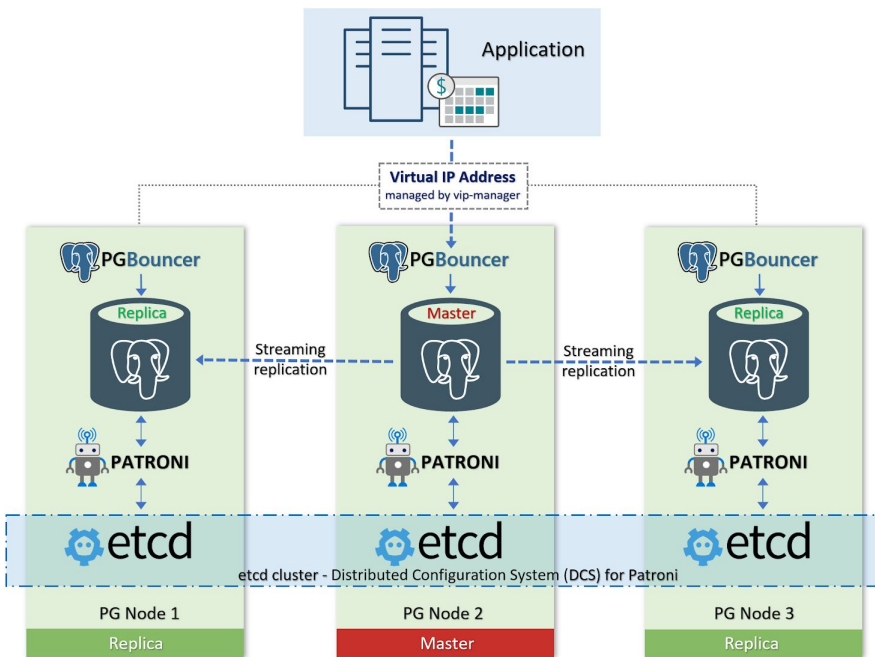 Application
$
Virtual IP Address
managed by vip-manager
PGBouncer
PGBouncer
PGBouncer
Replica
Master
Replica
Streaming
replication
Streaming
replication
PATRONI
PATRONI
PATRONI
etcd
etcd
etcd
etcd cluster - Distributed Configuration System (DCS) for Patroni
PG Node 1
PG Node 2
PG Node 3
Replica
Master
Replica